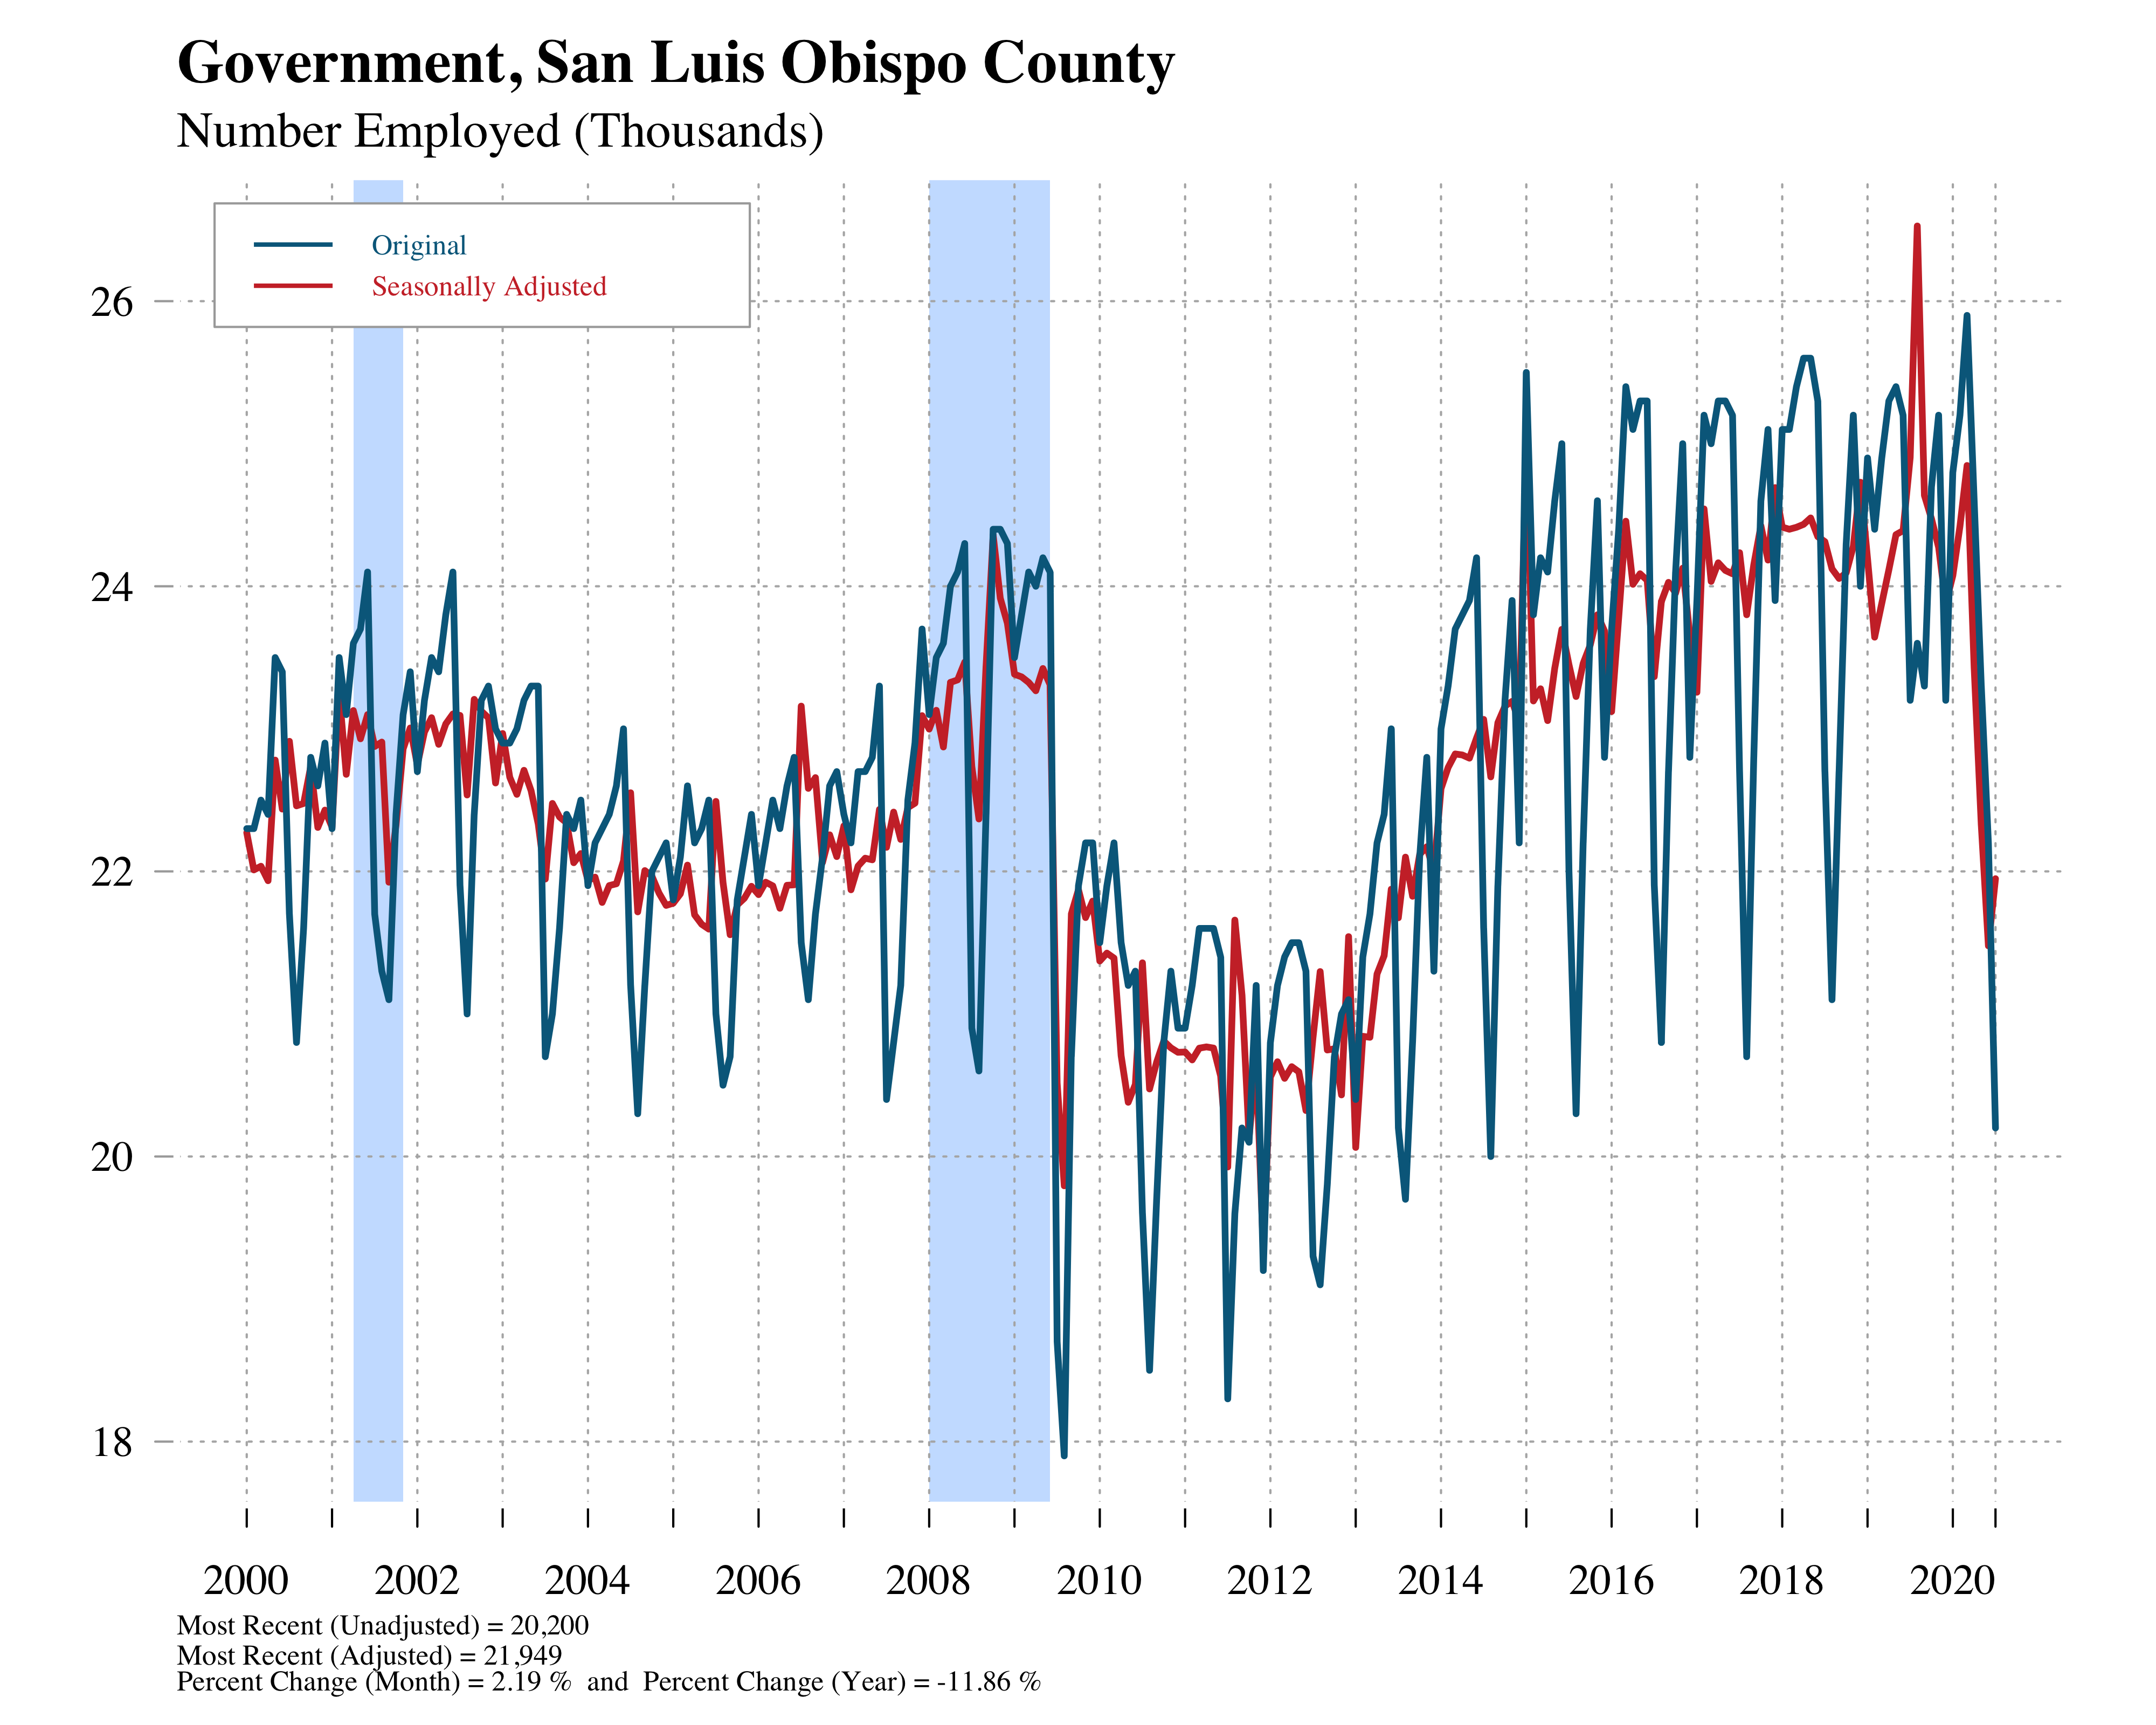 Government, San Luis Obispo County
Number Employed (Thousands)
Original
Seasonally Adjusted
26
24
22
20
18
2000 2002 2004 2006 2008 2010 2012 2014 2016 2018 2020
Most Recent (Unadjusted) = 20,200
Most Recent (Adjusted) = 21,949
Percent Change (Month) = 2.19 % and Percent Change (Year) = -11.86 %